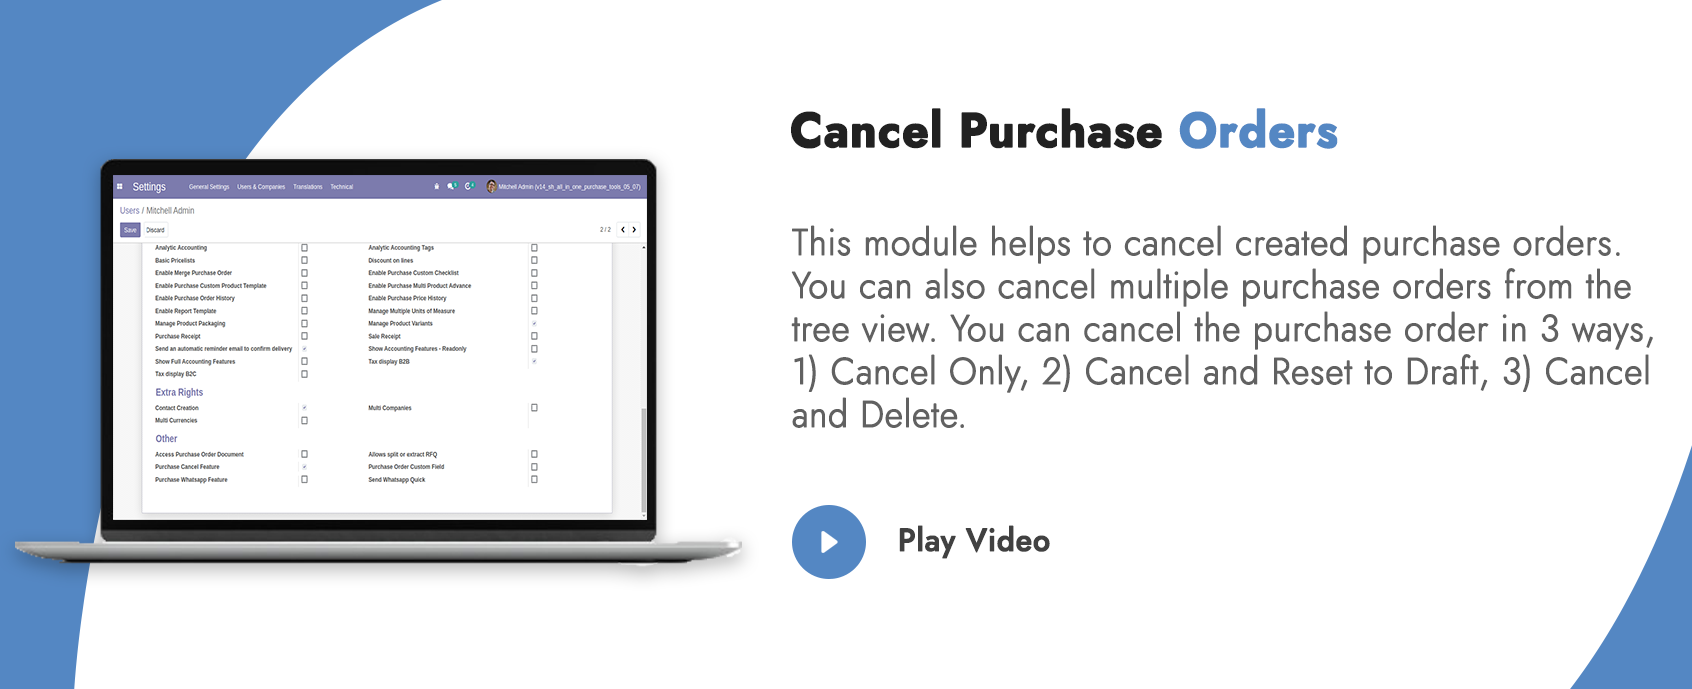 Cancel Purchase Orders
This module helps to cancel created purchase orders.
You can also cancel multiple purchase orders from the
tree view. You can cancel the purchase order in 3 ways,
1) Cancel Only, 2) Cancel and Reset to Draft, 3) Cancel
and Delete.
Play Video
Settings General Settings Users & Companies Translations Technical Mitchell Admin (v14_sh_all_in_one_purchase_tools_05_07)
Users / Mitchell Admin
Save Discard 2 / 2
Analytic Accounting Analytic Accounting Tags
Basic Pricelists Discount on lines
Enable Merge Purchase Order Enable Purchase Custom Checklist
Enable Purchase Custom Product Template Enable Purchase Multi Product Advance
Enable Purchase Order History Enable Purchase Price History
Enable Report Template Manage Multiple Units of Measure
Manage Product Packaging Manage Product Variants
Purchase Receipt Sale Receipt
Send an automatic reminder email to confirm delivery Show Accounting Features - Readonly
Show Full Accounting Features Tax display B2B
Tax display B2C
Extra Rights
Contact Creation Multi Companies
Multi Currencies
Other
Access Purchase Order Document Allows split or extract RFQ
Purchase Cancel Feature Purchase Order Custom Field
Purchase Whatsapp Feature Send Whatsapp Quick